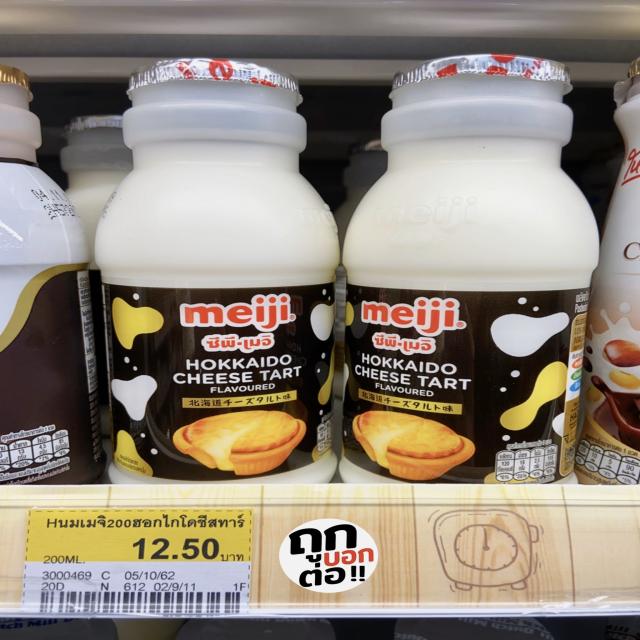 meiji
ซีพี-เมจิ
HOKKAIDO
CHEESE TART
FLAVOURED
北海道チーズタルト味
meiji
ซีพี-เมจิ
HOKKAIDO
CHEESE TART
FLAVOURED
北海道チーズタルト味
Hนมเมจิ200ฮอกไกโดชีสทาร์
200ML. 12.50 บาท
3000469 C 05/10/62
20D N 612 02/9/11 1F
ถูก
บอก
ต่อ!!